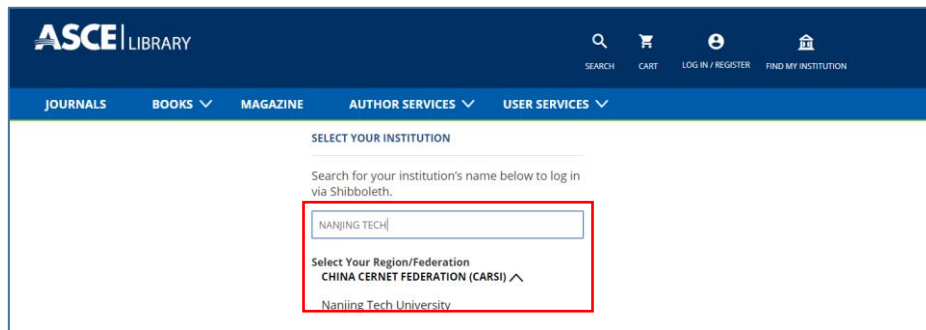 ASCE LIBRARY
SEARCH CART LOG IN / REGISTER FIND MY INSTITUTION
JOURNALS BOOKS MAGAZINE AUTHOR SERVICES USER SERVICES
SELECT YOUR INSTITUTION
Search for your institution's name below to log in
via Shibboleth.
NANJING TECH
Select Your Region/Federation
CHINA CERNET FEDERATION (CARSI)
Nanjing Tech University